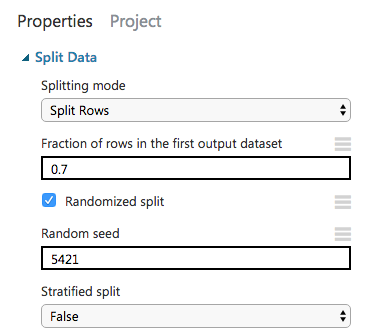 Properties Project
Split Data
Splitting mode
Split Rows
Fraction of rows in the first output dataset
0.7
Randomized split
Random seed
5421
Stratified split
False